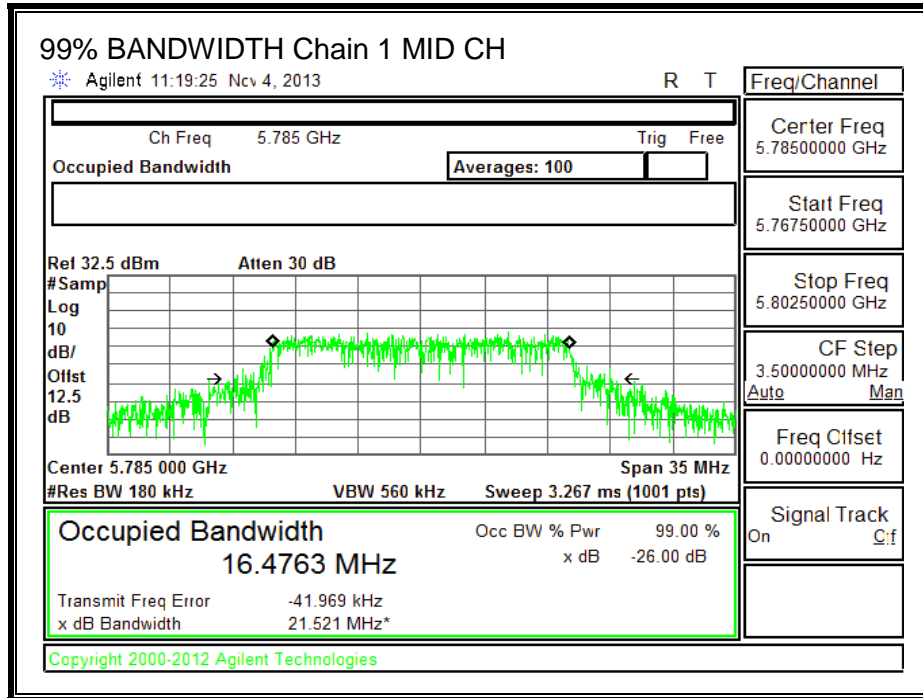 99% BANDWIDTH Chain 1 MID CH
Agilent 11:19:25 Nov 4, 2013 R T
Freq/Channel
Ch Freq 5.785 GHz Trig Free
Occupied Bandwidth Averages: 100
Center Freq
5.78500000 GHz
Start Freq
5.76750000 GHz
Stop Freq
5.80250000 GHz
CF Step
3.50000000 MHz
Auto Man
Freq Offset
0.00000000 Hz
Signal Track
On Off
Ref 32.5 dBm Atten 30 dB
#Samp
Log
10
dB/
Offst
12.5
dB
Center 5.785 000 GHz Span 35 MHz
#Res BW 180 kHz VBW 560 kHz Sweep 3.267 ms (1001 pts)
Occupied Bandwidth Occ BW % Pwr 99.00 %
16.4763 MHz x dB -26.00 dB
Transmit Freq Error -41.969 kHz
x dB Bandwidth 21.521 MHz*
Copyright 2000-2012 Agilent Technologies